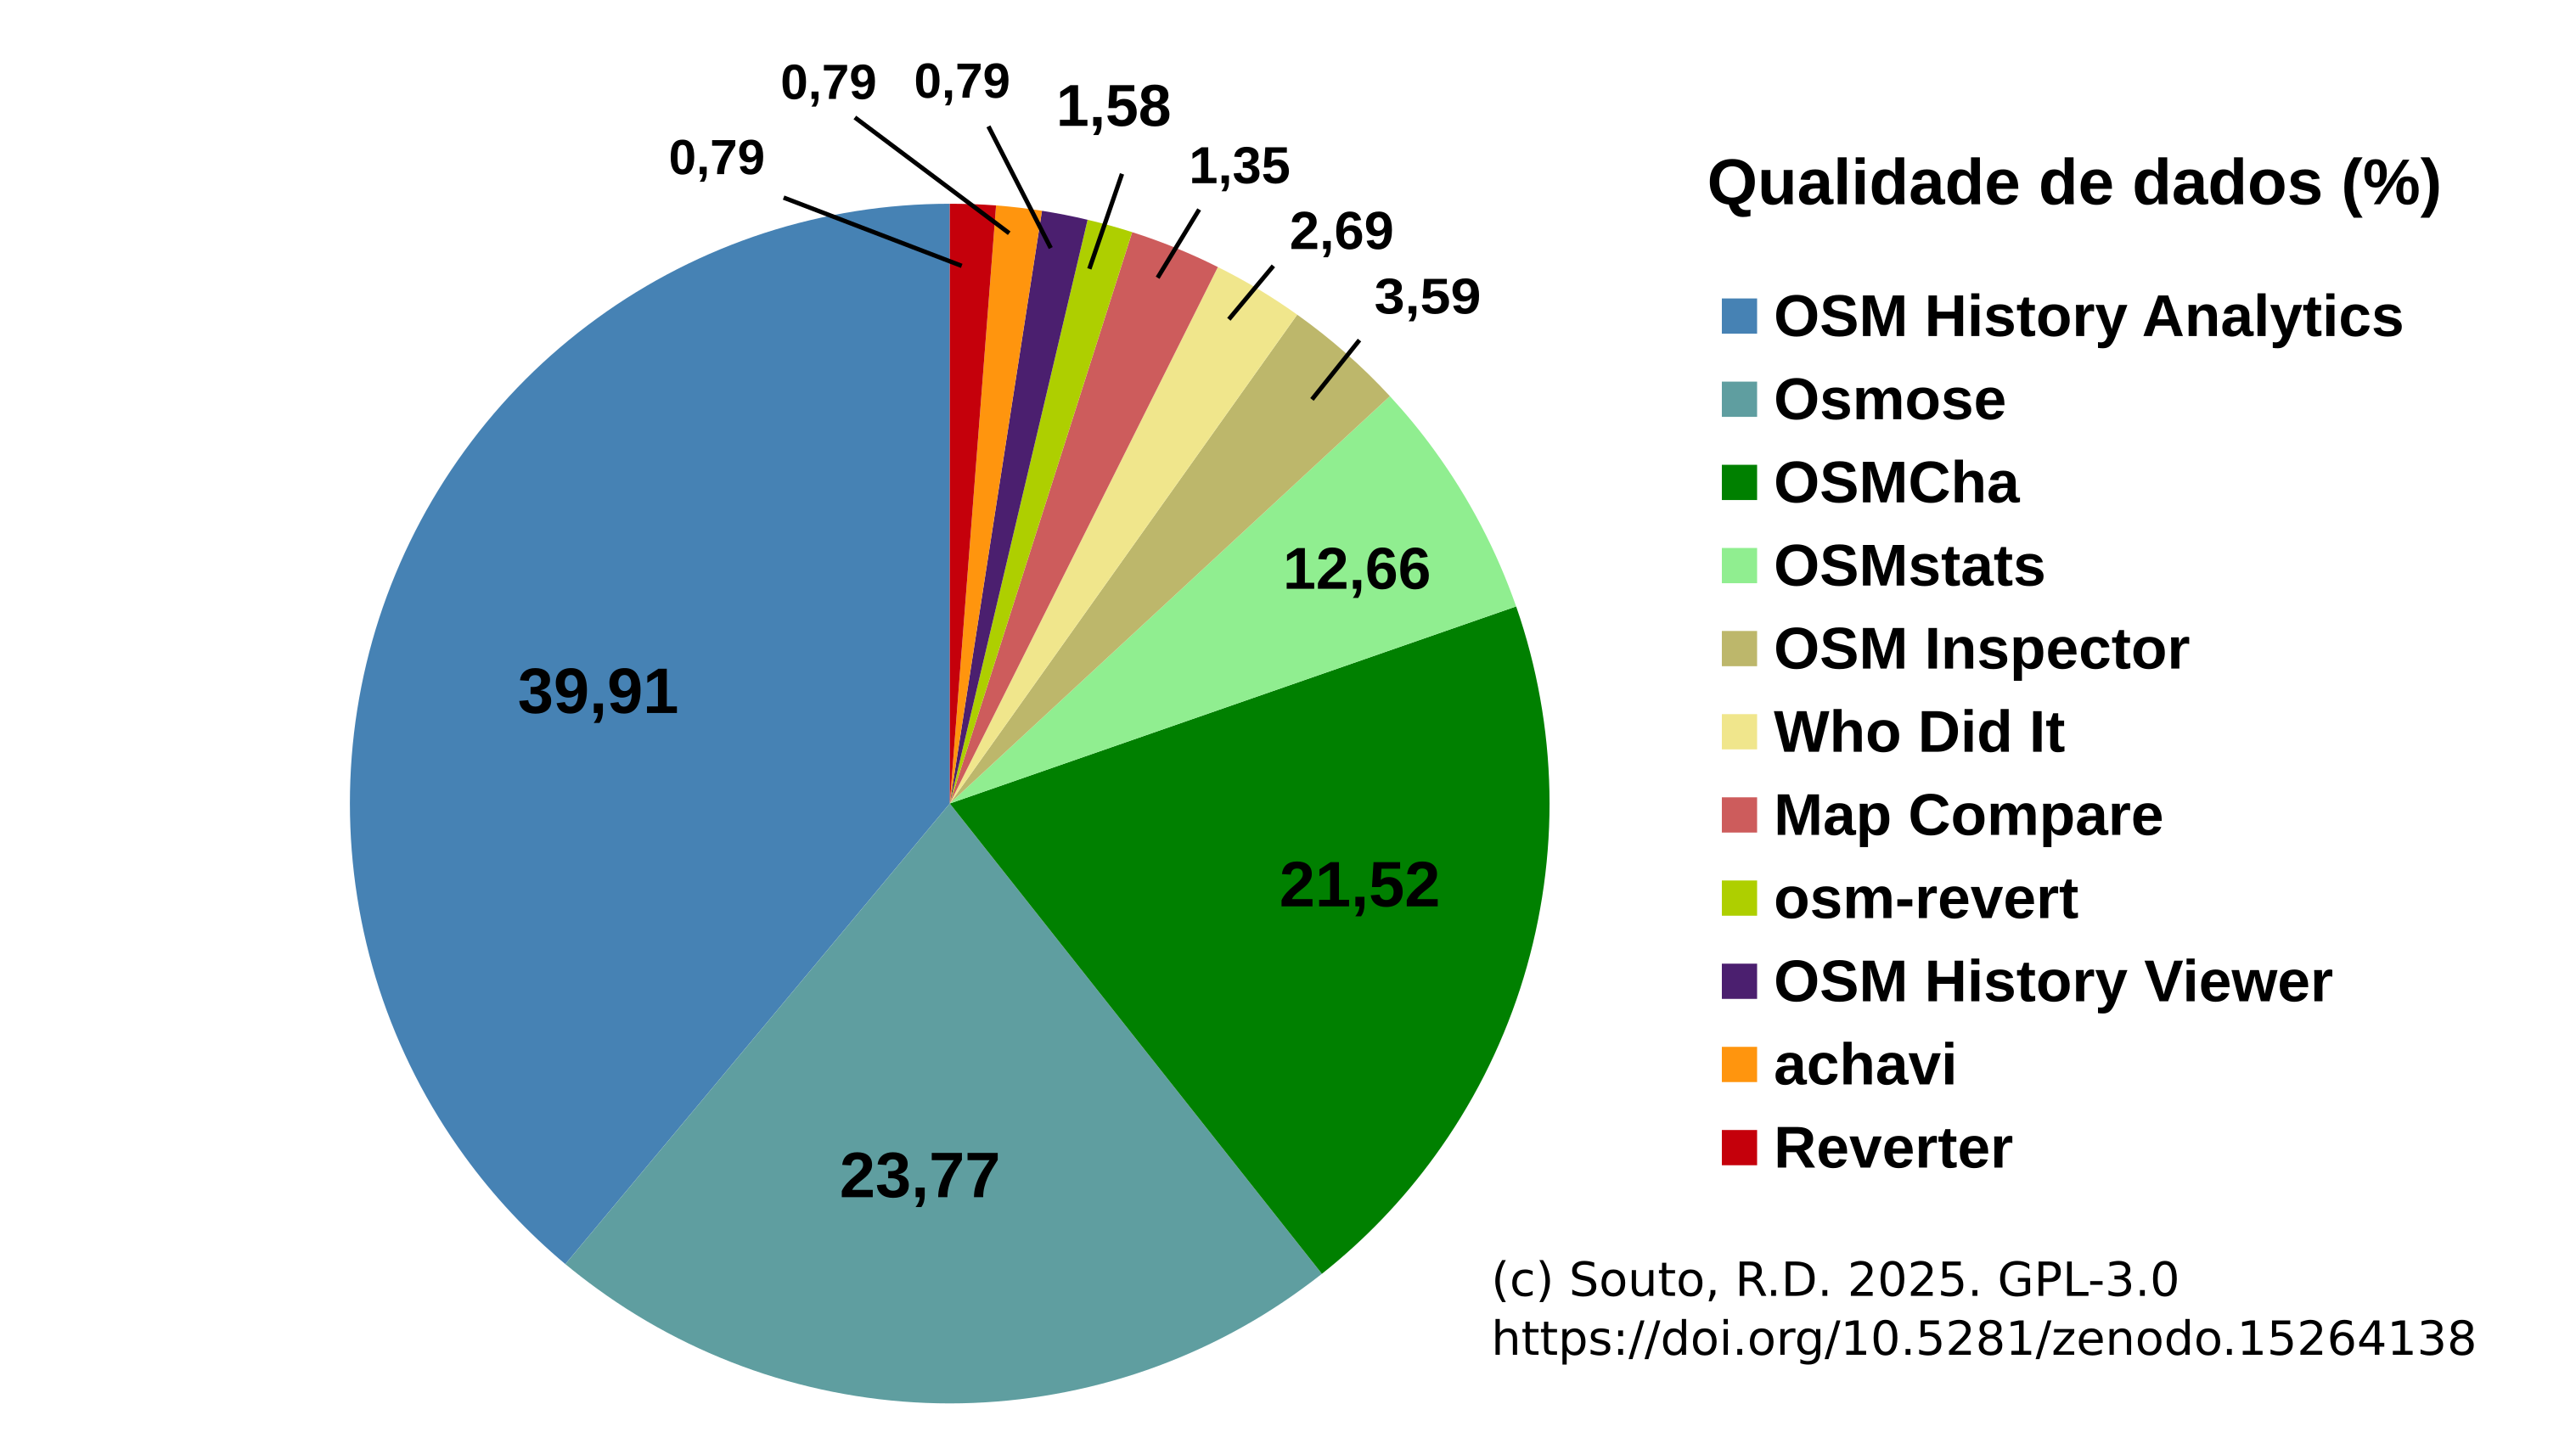 0,79
0,79
0,79
1,58
1,35
2,69
3,59
12,66
39,91
21,52
23,77
Qualidade de dados (%)
OSM History Analytics
Osmose
OSMCha
OSMstats
OSM Inspector
Who Did It
Map Compare
osm-revert
OSM History Viewer
achavi
Reverter
(c) Souto, R.D. 2025. GPL-3.0
https://doi.org/10.5281/zenodo.15264138